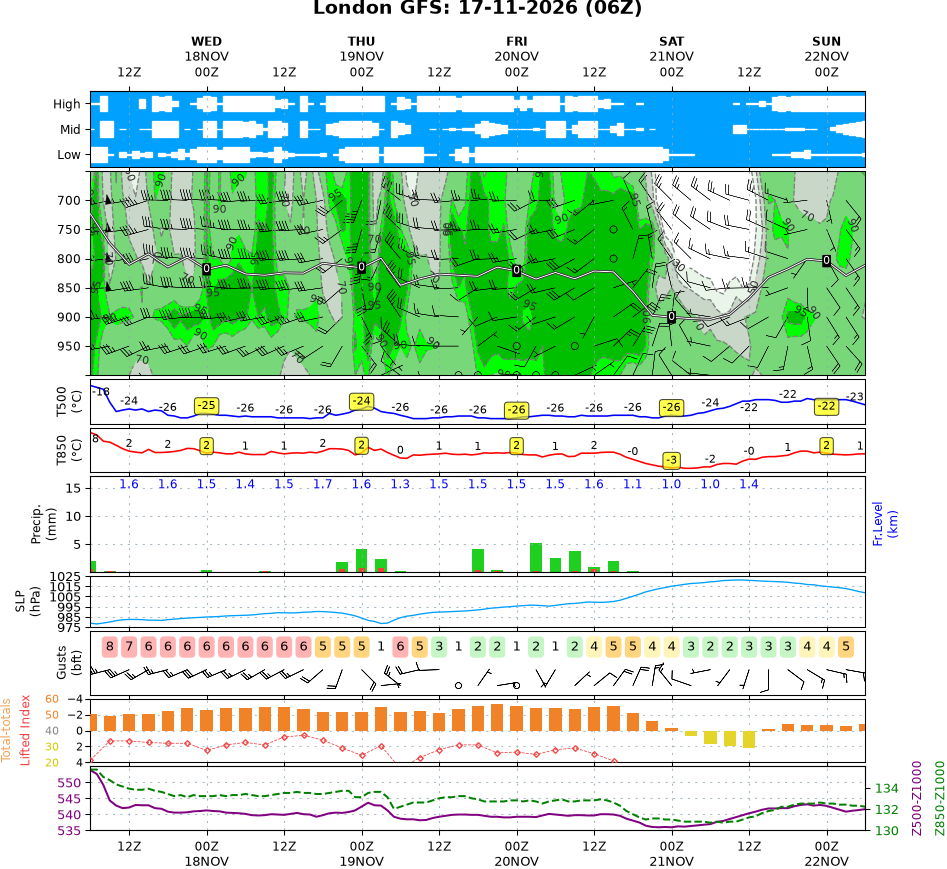 London GFS: 17-11-2026 (06Z)
WED THU FRI SAT SUN
18NOV 19NOV 20NOV 21NOV 22NOV
12Z 00Z 12Z 00Z 12Z 00Z 12Z 00Z 12Z 00Z
High
Mid
Low
700
750
800
850
900
950
0 0 0 0 0
T500
(°C)
-18 -24 -26 -25 -26 -26 -26 -24 -26 -26 -26 -26 -26 -26 -26 -26 -24 -22 -22 -22 -23
T850
(°C)
8 2 2 2 1 1 2 2 0 1 1 2 1 2 -0 -3 -2 -0 1 2 1
Precip.
(mm)
15
10
5
1.6 1.6 1.5 1.4 1.5 1.7 1.6 1.3 1.5 1.5 1.5 1.5 1.6 1.1 1.0 1.0 1.4
Fr.Level
(km)
SLP
(hPa)
1025
1015
1005
995
985
975
Gusts
(bft)
8 7 6 6 6 6 6 6 6 6 6 5 5 5 1 6 5 3 1 2 2 1 2 1 2 4 5 5 4 4 3 2 2 3 3 3 4 4 5
Total-totals
Lifted Index
60 −4
50 −2
40 0
30 2
20 4
550
545
540
535
134
132
130
Z500-Z1000
Z850-Z1000
12Z 00Z 12Z 00Z 12Z 00Z 12Z 00Z 12Z 00Z
18NOV 19NOV 20NOV 21NOV 22NOV